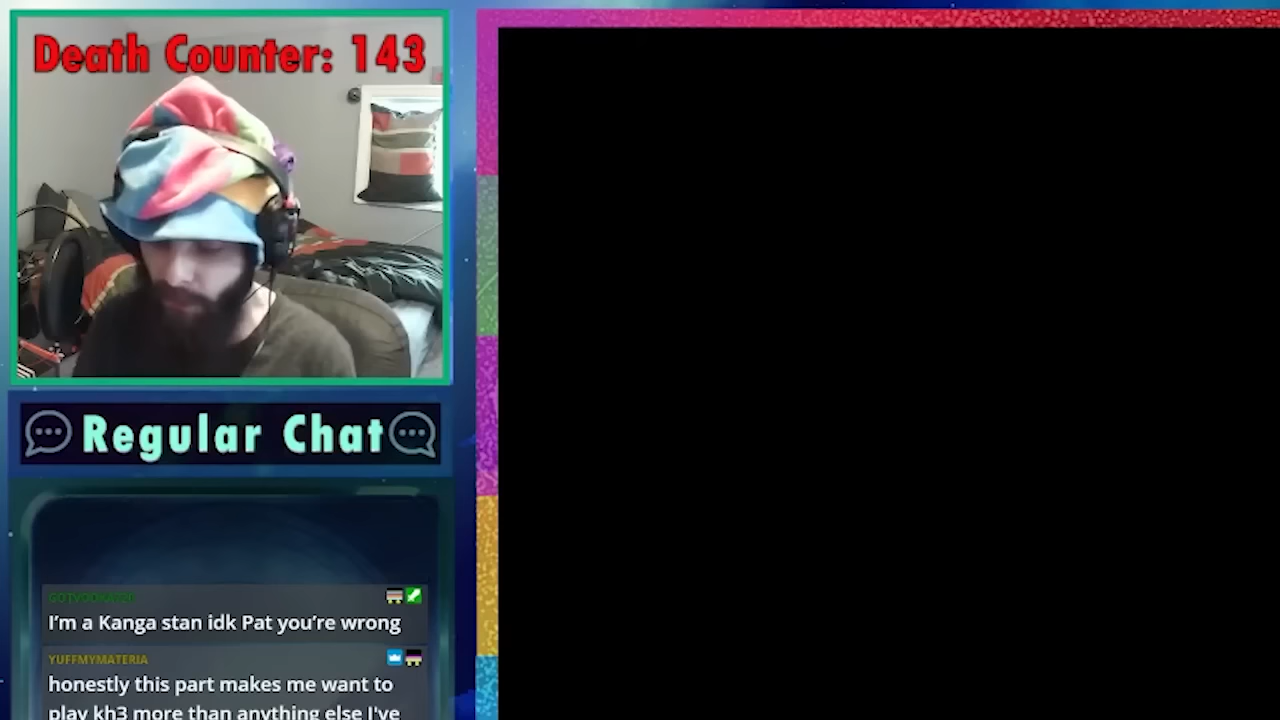 Death Counter: 143
Regular Chat
I'm a Kanga stan idk Pat you're wrong
YUFFMYMATERIA
honestly this part makes me want to
play kh3 more than anything else I've